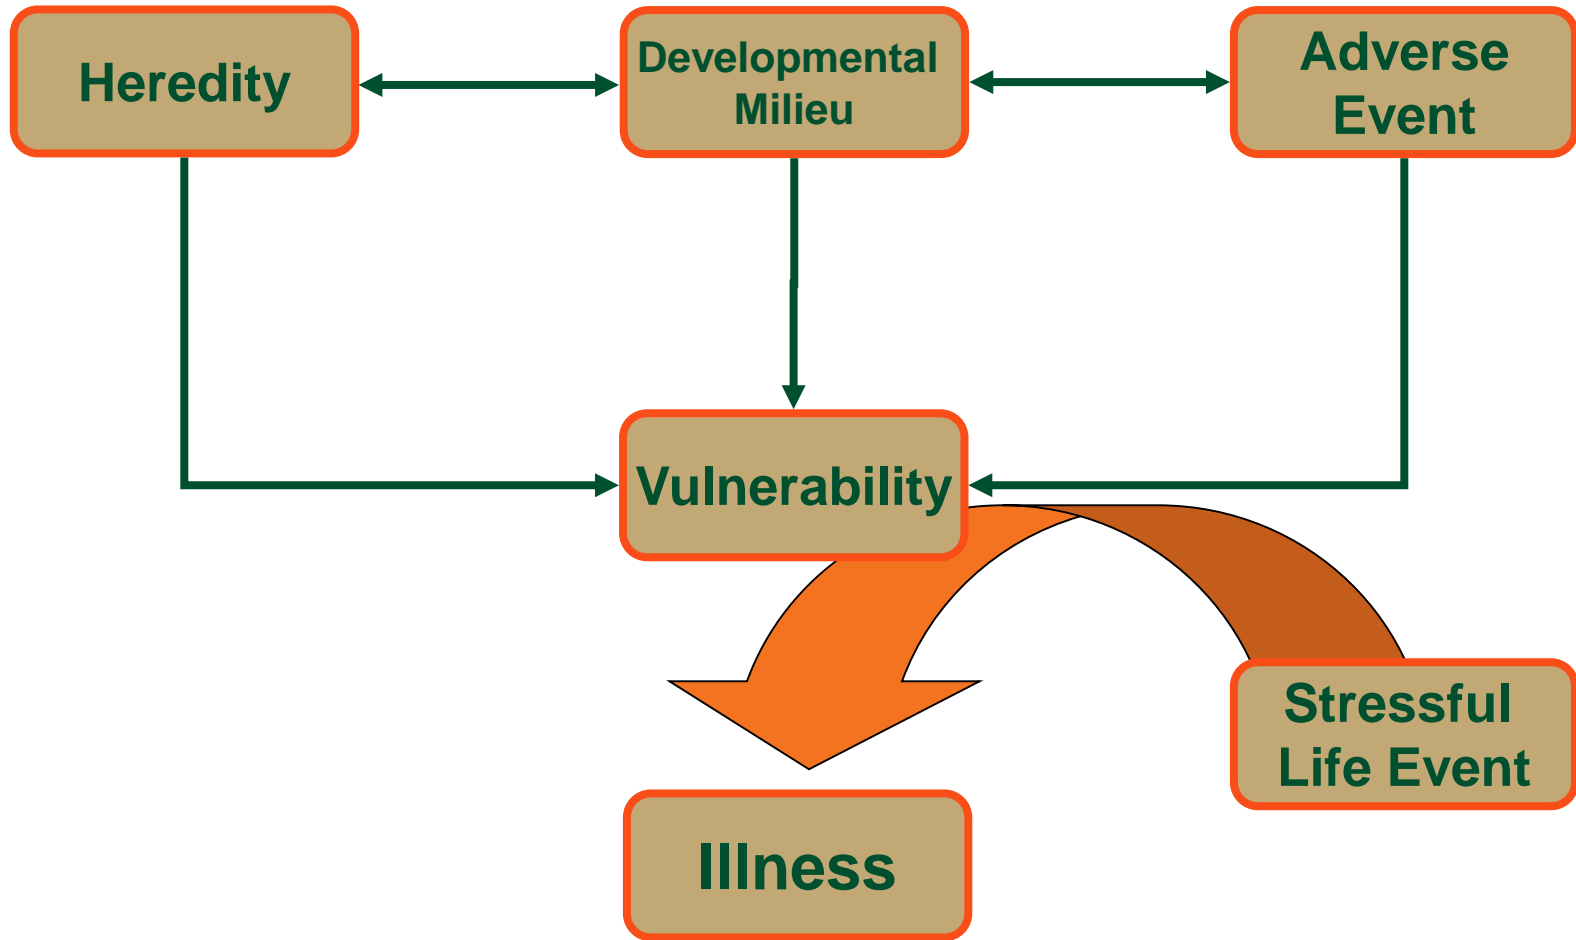 Heredity
Developmental
Milieu
Adverse
Event
Vulnerability
Stressful
Life Event
Illness